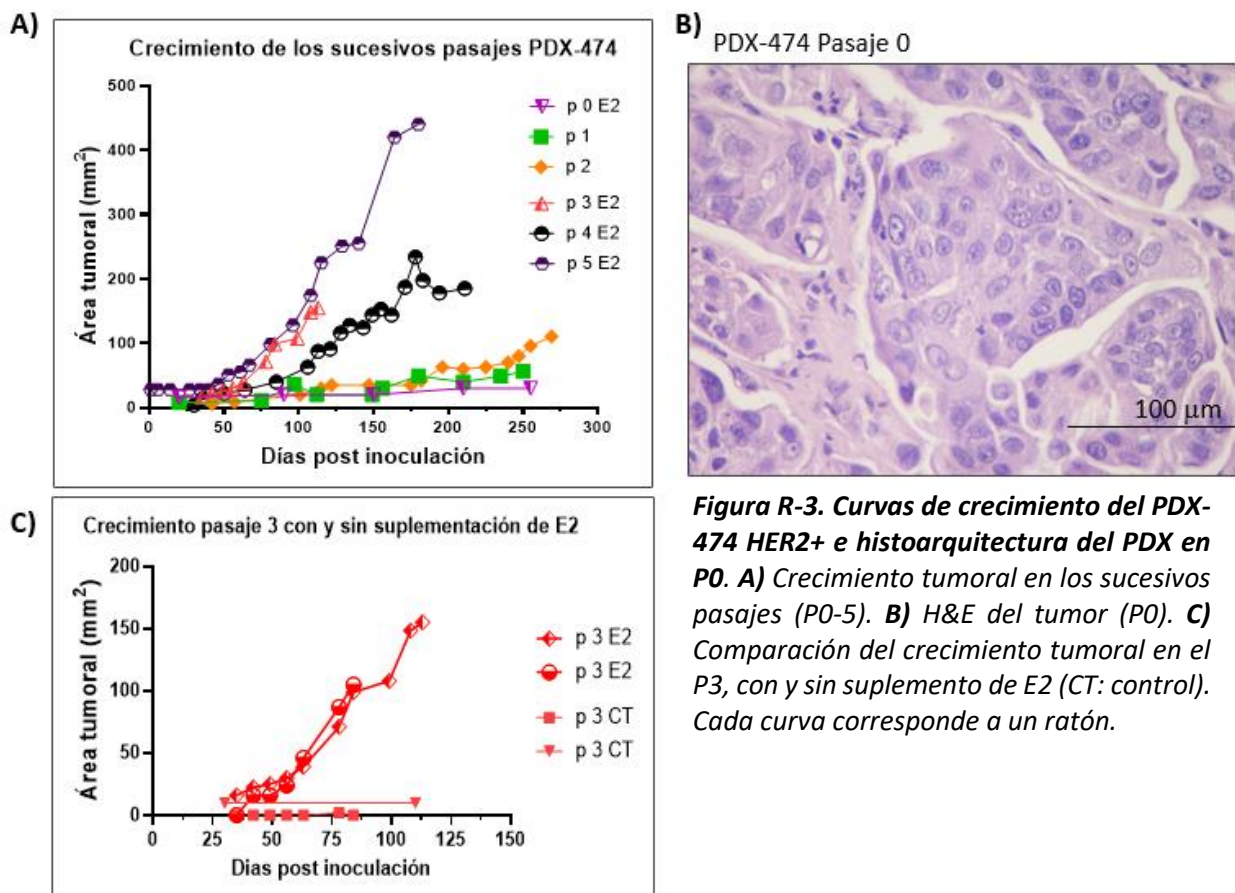 A)
Crecimiento de los sucesivos pasajes PDX-474
Área tumoral (mm²)
500
400
300
200
100
0
0 50 100 150 200 250 300
Días post inoculación
p 0 E2
p 1
p 2
p 3 E2
p 4 E2
p 5 E2
B)
PDX-474 Pasaje 0
100 µm
C)
Crecimiento pasaje 3 con y sin suplementación de E2
Área tumoral (mm²)
200
150
100
50
0
0 25 50 75 100 125 150
Dias post inoculación
p 3 E2
p 3 E2
p 3 CT
p 3 CT
Figura R-3. Curvas de crecimiento del PDX-
474 HER2+ e histoarquitectura del PDX en
P0. A) Crecimiento tumoral en los sucesivos
pasajes (P0-5). B) H&E del tumor (P0). C)
Comparación del crecimiento tumoral en el
P3, con y sin suplemento de E2 (CT: control).
Cada curva corresponde a un ratón.